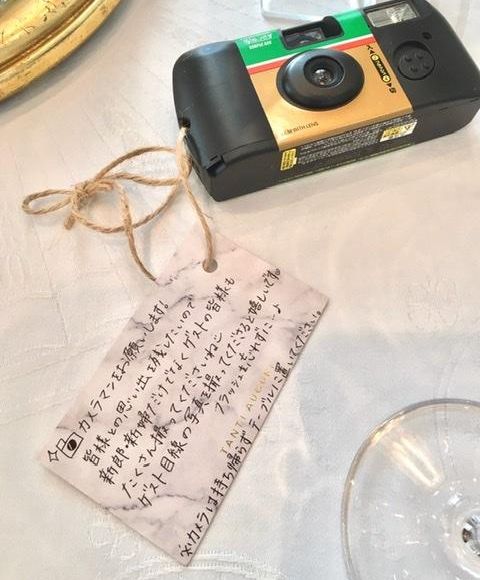 カメラマンをお願いします！
皆様との思い出も残したいので
新郎・新婦だけでなくゲストの皆様も
たくさん撮ってくださいね♡
ゲスト目線の写真を撮ってくださると嬉しいです。
フラッシュをたれずに…♪
TANTI AUGURI
※カメラは持ち帰らずテーブルに置いてください。